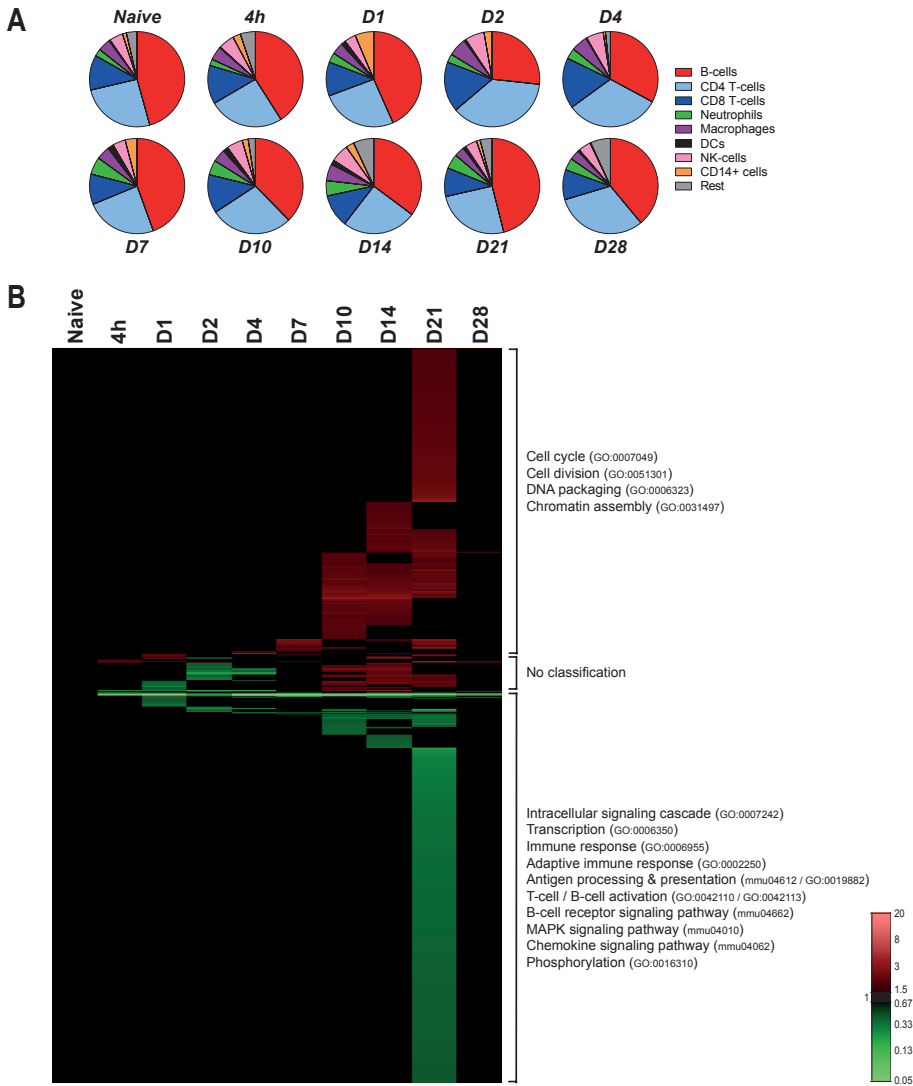 A
Naive 4h D1 D2 D4
B-cells
CD4 T-cells
CD8 T-cells
Neutrophils
Macrophages
DCs
NK-cells
CD14+ cells
Rest
D7 D10 D14 D21 D28
B
Naive 4h D1 D2 D4 D7 D10 D14 D21 D28
Cell cycle (GO:0007049)
Cell division (GO:0051301)
DNA packaging (GO:0006323)
Chromatin assembly (GO:0031497)
No classification
Intracellular signaling cascade (GO:0007242)
Transcription (GO:0006350)
Immune response (GO:0006955)
Adaptive immune response (GO:0002250)
Antigen processing & presentation (mmu04612 / GO:0019882)
T-cell / B-cell activation (GO:0042110 / GO:0042113)
B-cell receptor signaling pathway (mmu04662)
MAPK signaling pathway (mmu04010)
Chemokine signaling pathway (mmu04062)
Phosphorylation (GO:0016310)
20
8
3
1.5
1
0.67
0.33
0.13
0.05